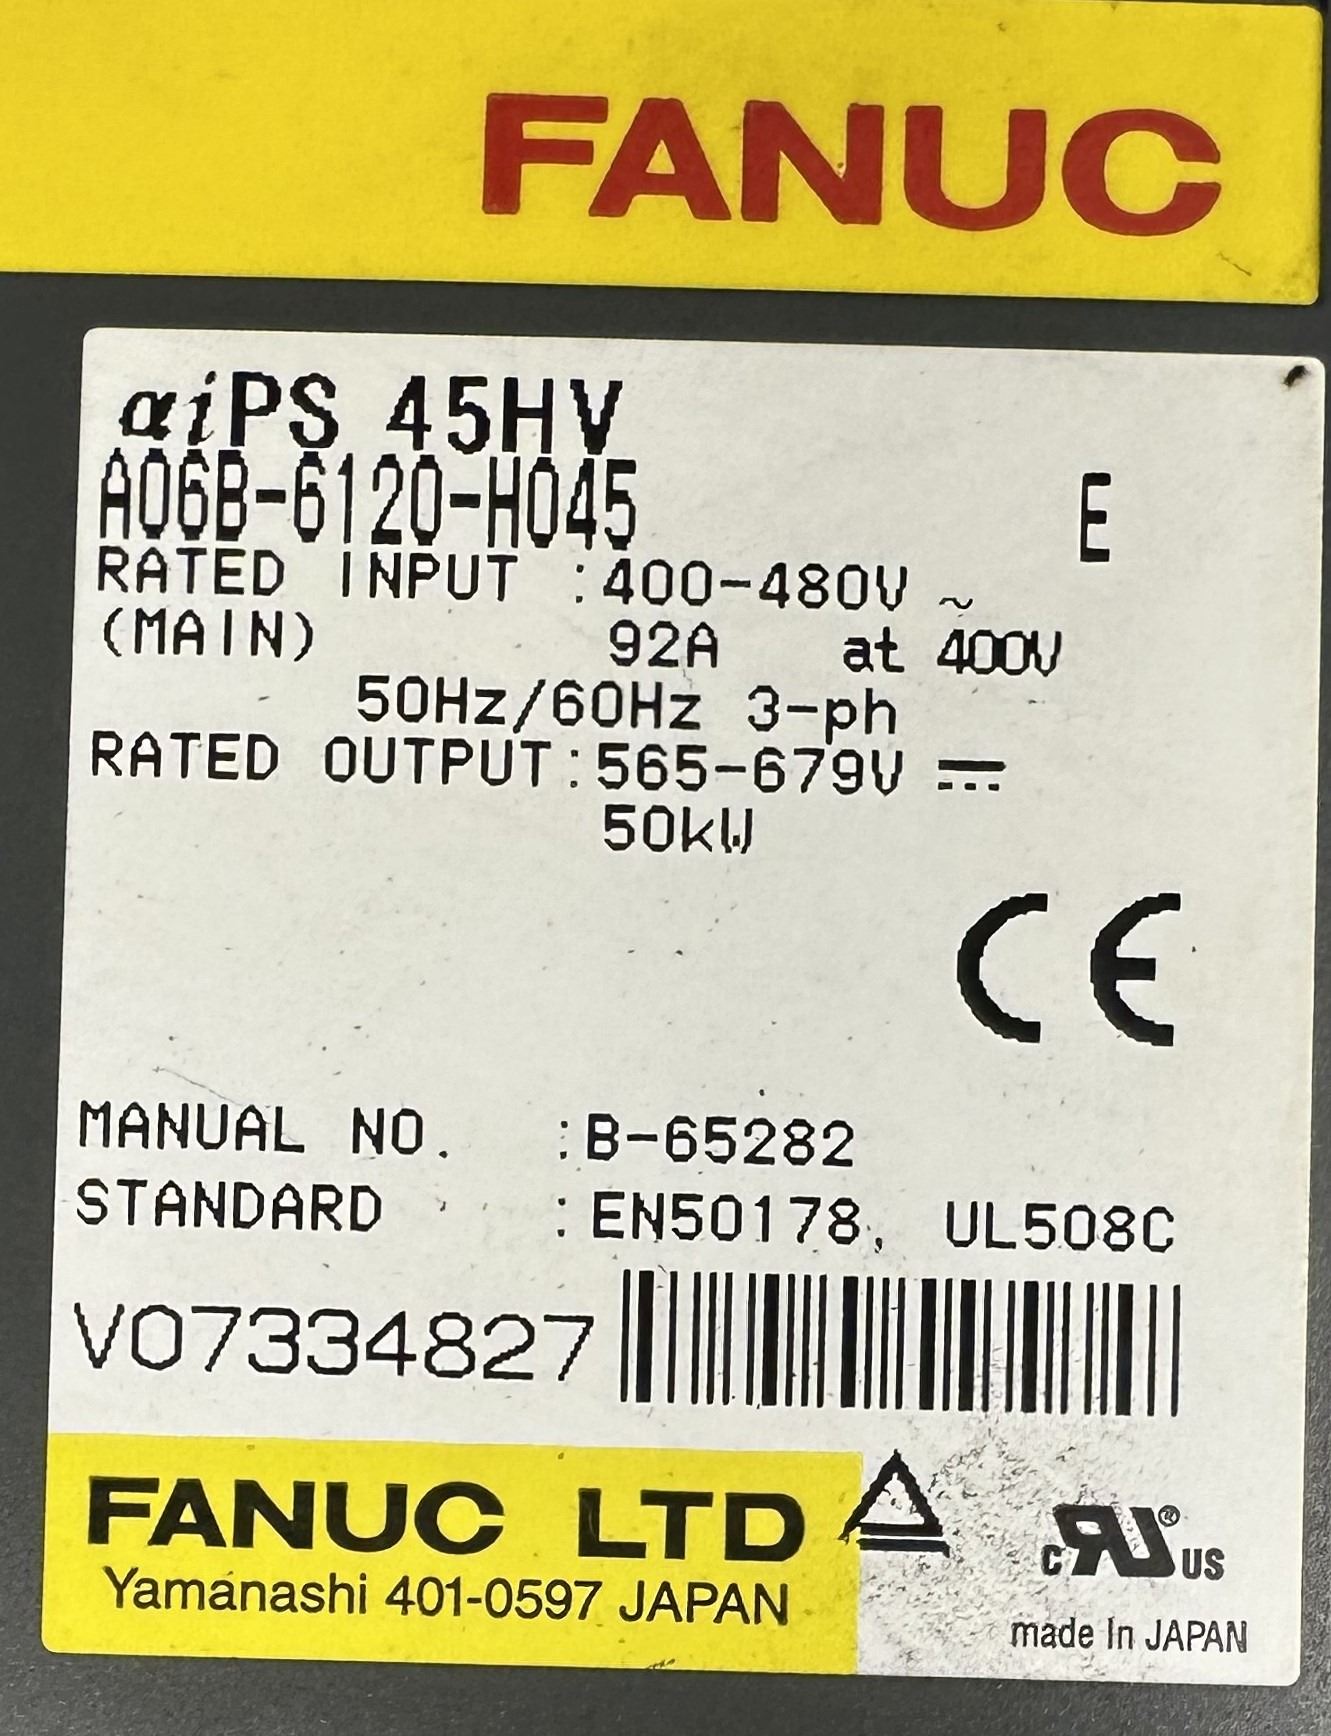 FANUC
αiPS 45HV
A06B-6120-H045 E
RATED INPUT :400-480V ~
(MAIN) 92A at 400V
50Hz/60Hz 3-ph
RATED OUTPUT:565-679V ⎓
50kW
CE
MANUAL NO. :B-65282
STANDARD :EN50178, UL508C
V07334827
FANUC LTD
Yamanashi 401-0597 JAPAN
c RU ® US
made In JAPAN